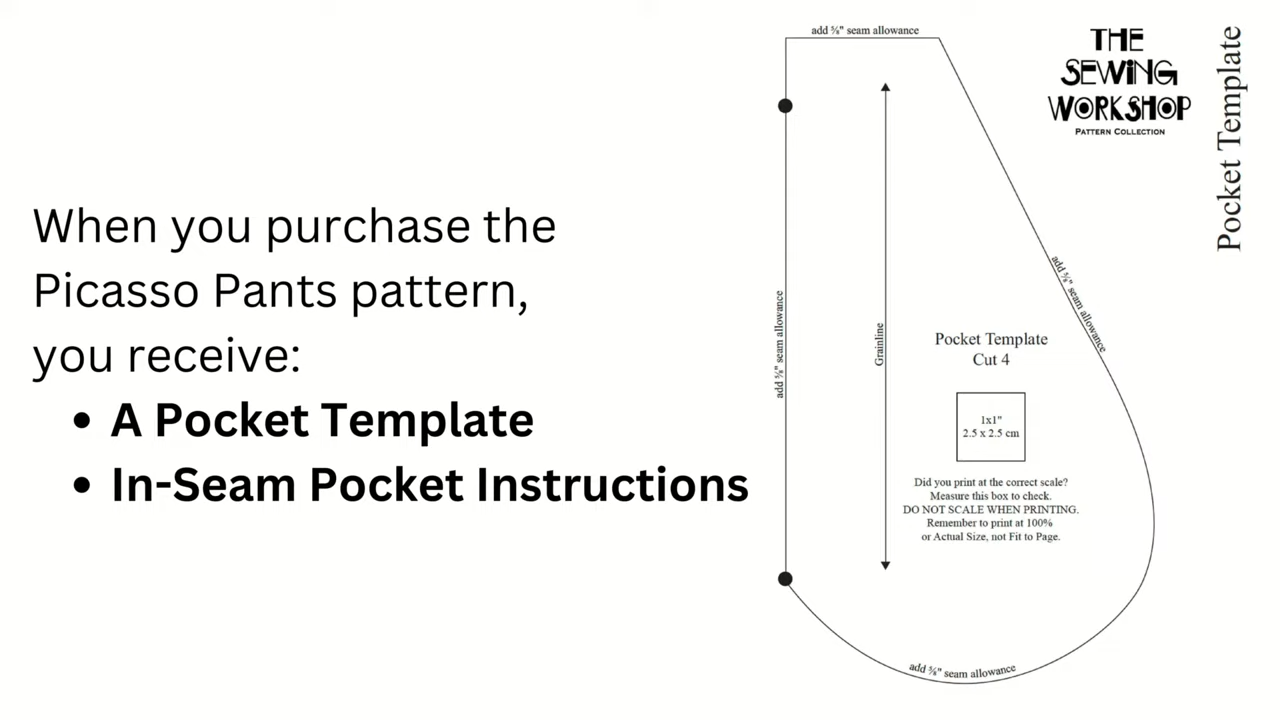 When you purchase the
Picasso Pants pattern,
you receive:
• A Pocket Template
• In-Seam Pocket Instructions
add ⅝" seam allowance
add ⅝" seam allowance
Grainline
add ⅝" seam allowance
Pocket Template
Cut 4
1x1"
2.5 x 2.5 cm
Did you print at the correct scale?
Measure this box to check.
DO NOT SCALE WHEN PRINTING.
Remember to print at 100%
or Actual Size, not Fit to Page.
add ⅝" seam allowance
THE
SEWING
WORKSHOP
PATTERN COLLECTION
Pocket Template